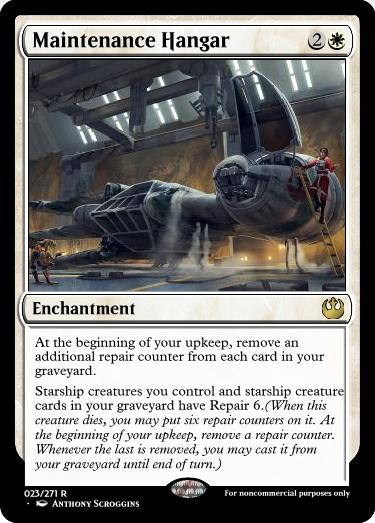 Maintenance Hangar 2
Enchantment
At the beginning of your upkeep, remove an
additional repair counter from each card in your
graveyard.
Starship creatures you control and starship creature
cards in your graveyard have Repair 6.(When this
creature dies, you may put six repair counters on it. At
the beginning of your upkeep, remove a repair counter.
Whenever the last is removed, you may cast it from
your graveyard until end of turn.)
023/271 R
For noncommercial purposes only
· Anthony Scroggins